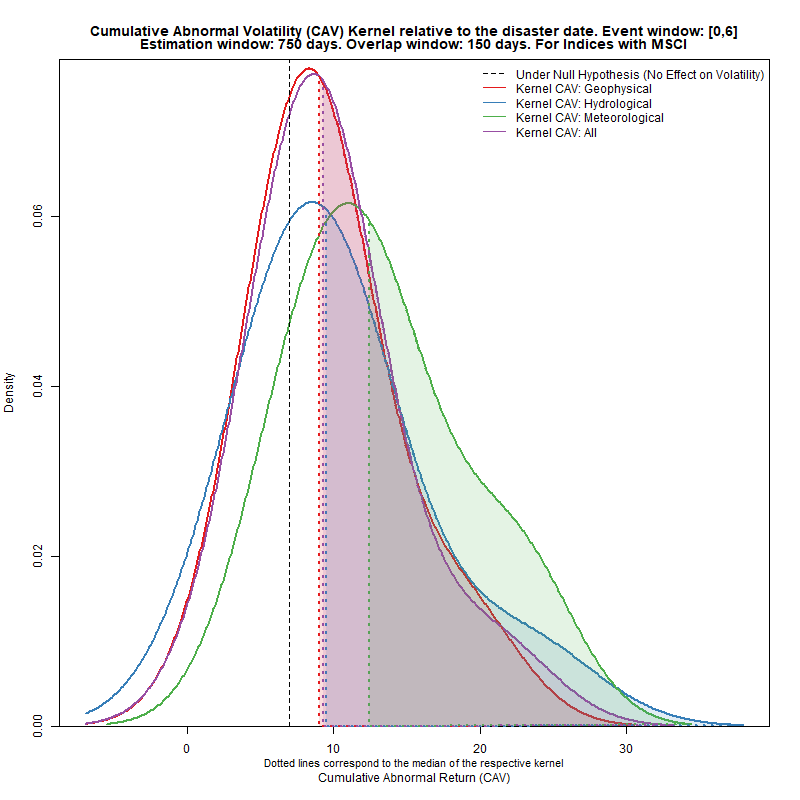 Cumulative Abnormal Volatility (CAV) Kernel relative to the disaster date. Event window: [0,6]
Estimation window: 750 days. Overlap window: 150 days. For Indices with MSCI
Under Null Hypothesis (No Effect on Volatility)
Kernel CAV: Geophysical
Kernel CAV: Hydrological
Kernel CAV: Meteorological
Kernel CAV: All
Density
0.06
0.04
0.02
0.00
0 10 20 30
Dotted lines correspond to the median of the respective kernel
Cumulative Abnormal Return (CAV)